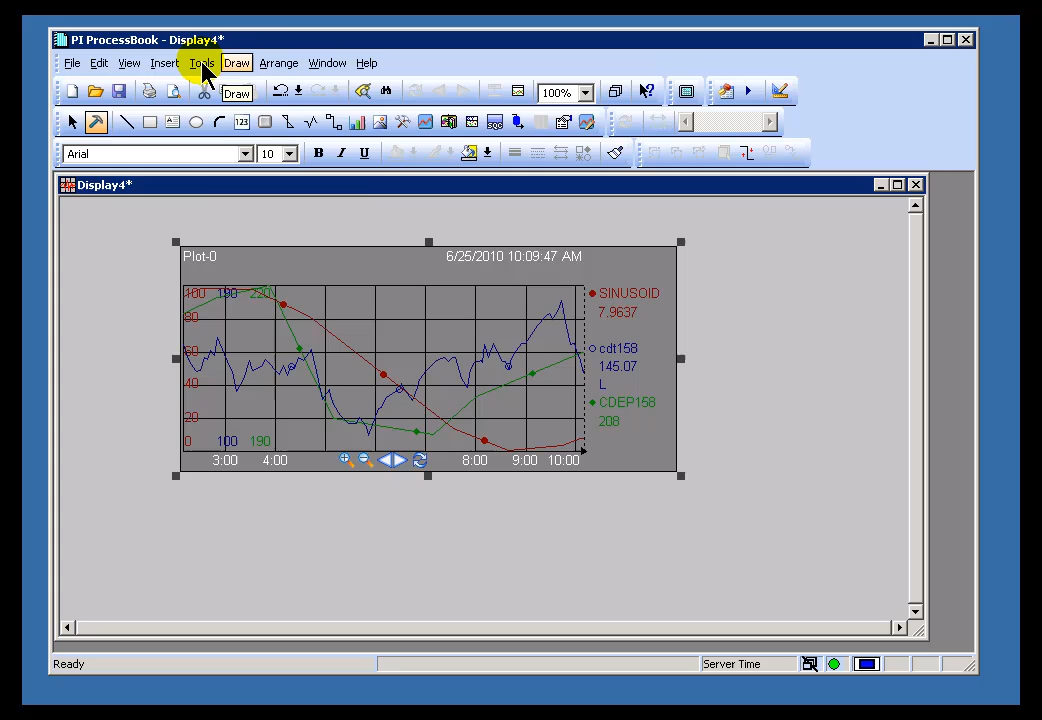 PI ProcessBook - Display4*
File Edit View Insert Tools Draw Arrange Window Help
Draw
100%
123
SQC
Arial 10 B I U
Display4*
Plot-0 6/25/2010 10:09:47 AM
100 190 220
80
60
40
20
0 100 190
SINUSOID
7.9637
cdt158
145.07
L
CDEP158
208
3:00 4:00 8:00 9:00 10:00
Ready Server Time